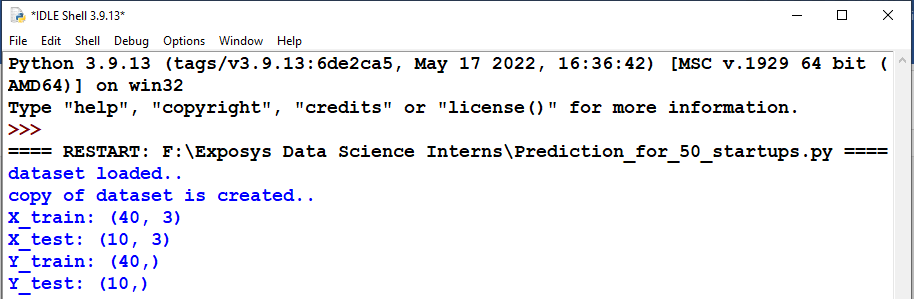 *IDLE Shell 3.9.13*
File Edit Shell Debug Options Window Help
Python 3.9.13 (tags/v3.9.13:6de2ca5, May 17 2022, 16:36:42) [MSC v.1929 64 bit (
AMD64)] on win32
Type "help", "copyright", "credits" or "license()" for more information.
>>>
==== RESTART: F:\Exposys Data Science Interns\Prediction_for_50_startups.py ====
dataset loaded..
copy of dataset is created..
X_train: (40, 3)
X_test: (10, 3)
Y_train: (40,)
Y_test: (10,)